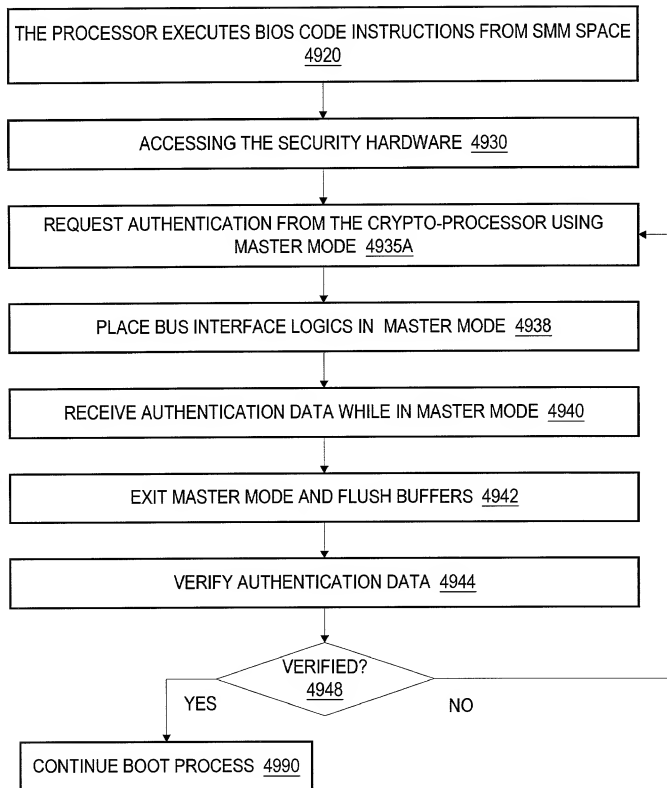 THE PROCESSOR EXECUTES BIOS CODE INSTRUCTIONS FROM SMM SPACE
4920
ACCESSING THE SECURITY HARDWARE 4930
REQUEST AUTHENTICATION FROM THE CRYPTO-PROCESSOR USING
MASTER MODE 4935A
PLACE BUS INTERFACE LOGICS IN MASTER MODE 4938
RECEIVE AUTHENTICATION DATA WHILE IN MASTER MODE 4940
EXIT MASTER MODE AND FLUSH BUFFERS 4942
VERIFY AUTHENTICATION DATA 4944
VERIFIED?
4948
YES
NO
CONTINUE BOOT PROCESS 4990